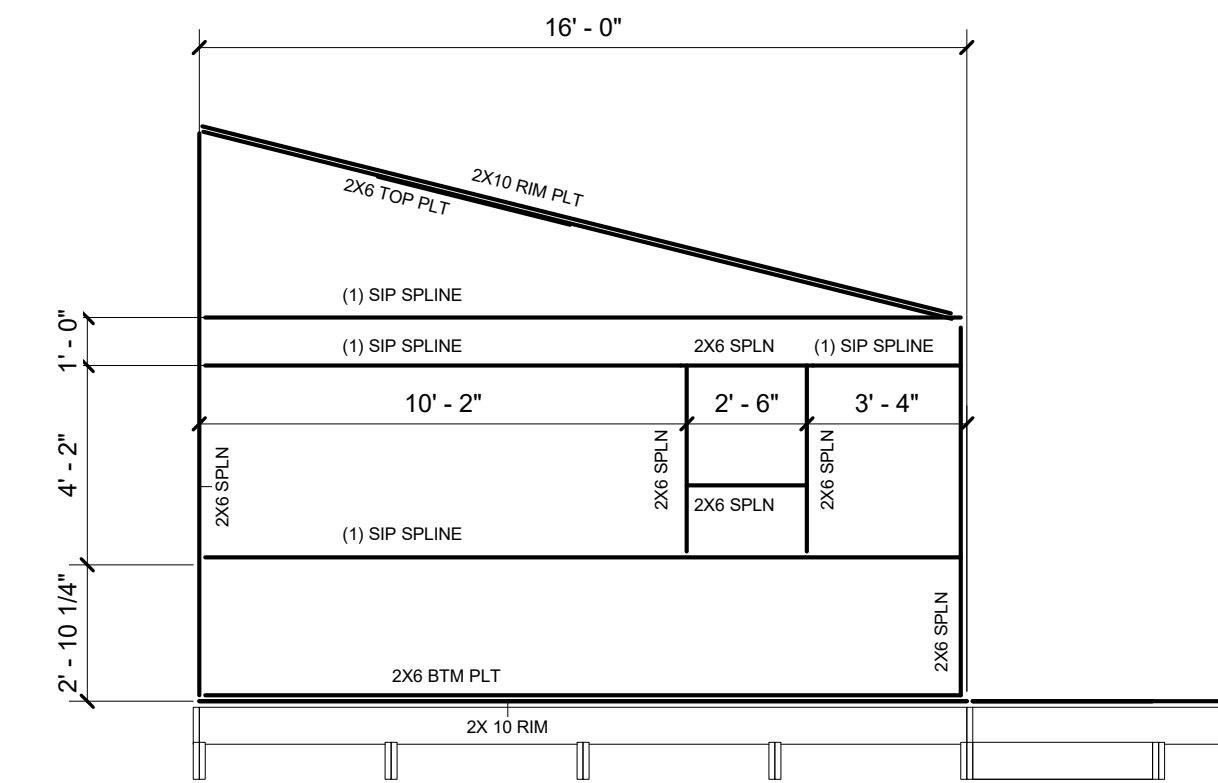 16' - 0"
2X10 RIM PLT
2X6 TOP PLT
(1) SIP SPLINE
1' - 0"
(1) SIP SPLINE
2X6 SPLN
(1) SIP SPLINE
10' - 2"
2' - 6"
3' - 4"
4' - 2"
2X6 SPLN
2X6 SPLN
2X6 SPLN
2X6 SPLN
(1) SIP SPLINE
2' - 10 1/4"
2X6 SPLN
2X6 BTM PLT
2X 10 RIM